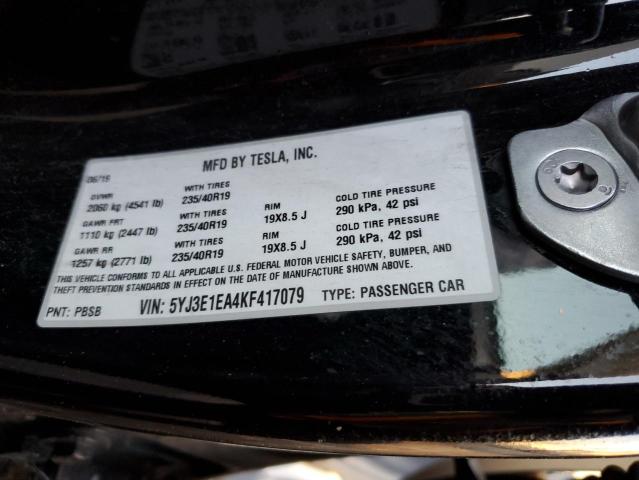 MFD BY TESLA, INC.
06/19
GVWR
2060 kg (4541 lb)
WITH TIRES
235/40R19
GAWR FRT
1110 kg (2447 lb)
WITH TIRES
235/40R19
RIM
19X8.5 J
COLD TIRE PRESSURE
290 kPa, 42 psi
GAWR RR
1257 kg (2771 lb)
WITH TIRES
235/40R19
RIM
19X8.5 J
COLD TIRE PRESSURE
290 kPa, 42 psi
THIS VEHICLE CONFORMS TO ALL APPLICABLE U.S. FEDERAL MOTOR VEHICLE SAFETY, BUMPER, AND
THEFT PREVENTION STANDARDS IN EFFECT ON THE DATE OF MANUFACTURE SHOWN ABOVE.
PNT: PBSB
VIN: 5YJ3E1EA4KF417079
TYPE: PASSENGER CAR